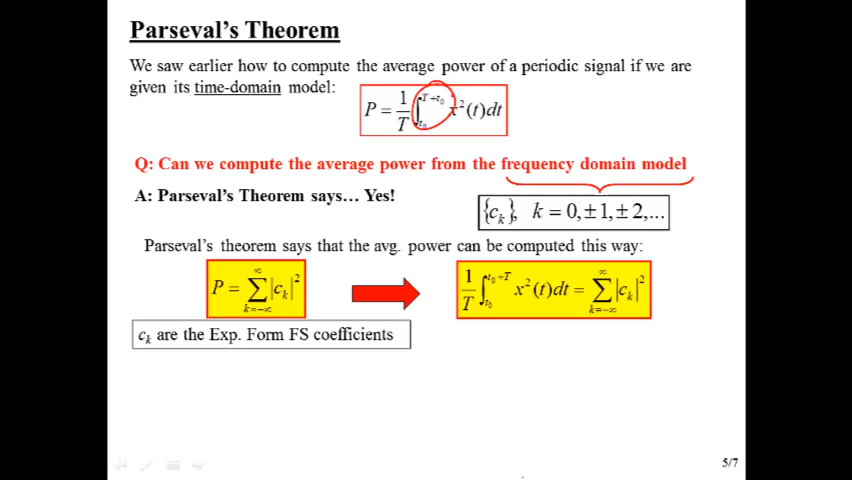 Parseval's Theorem
We saw earlier how to compute the average power of a periodic signal if we are
given its time-domain model:
P = 1/T ∫_{t₀}^{T+t₀} x²(t)dt
Q: Can we compute the average power from the frequency domain model
A: Parseval's Theorem says… Yes!
{c_k}, k = 0, ±1, ±2,...
Parseval's theorem says that the avg. power can be computed this way:
P = ∑_{k=-∞}^{∞} |c_k|²
1/T ∫_{t₀}^{t₀+T} x²(t)dt = ∑_{k=-∞}^{∞} |c_k|²
c_k are the Exp. Form FS coefficients
5/7